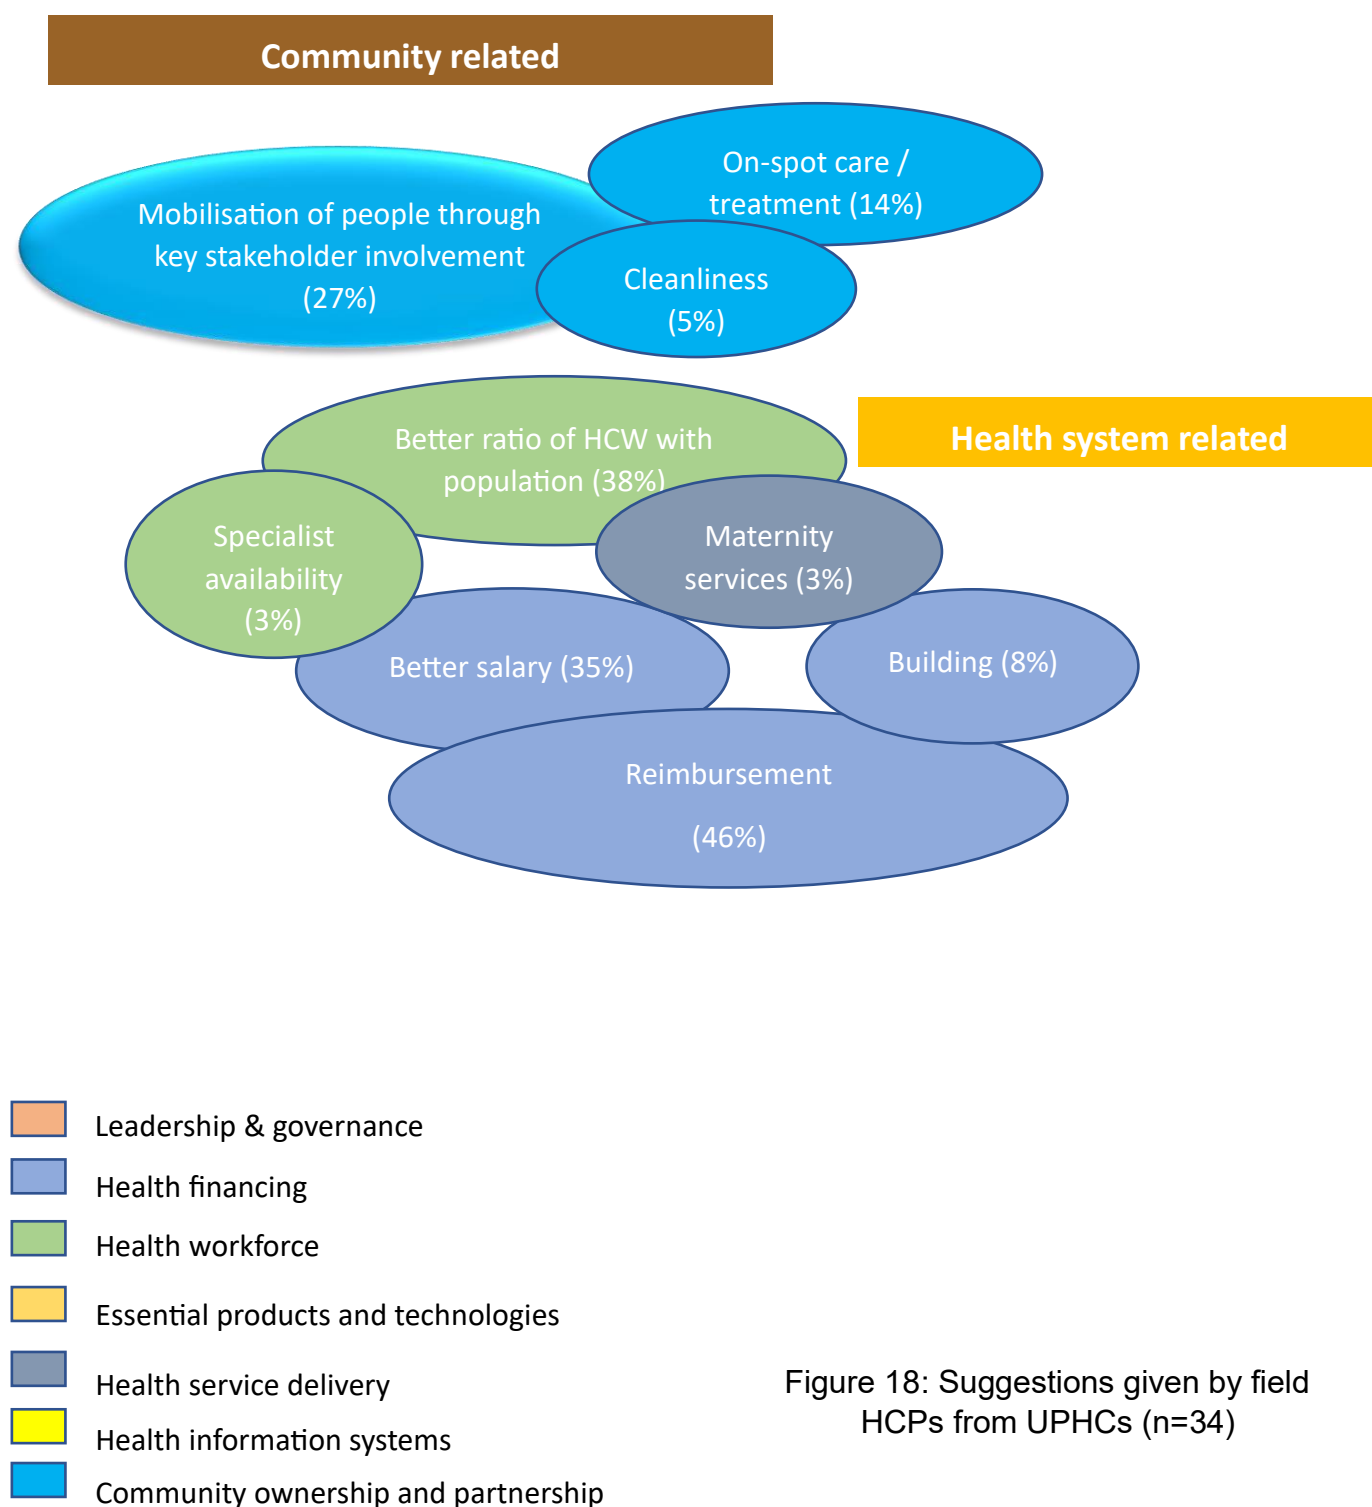 Community related
On-spot care /
treatment (14%)
Mobilisation of people through
key stakeholder involvement
(27%)
Cleanliness
(5%)
Better ratio of HCW with
population (38%)
Health system related
Specialist
availability
(3%)
Maternity
services (3%)
Better salary (35%)
Building (8%)
Reimbursement
(46%)
Leadership & governance
Health financing
Health workforce
Essential products and technologies
Health service delivery
Health information systems
Community ownership and partnership
Figure 18: Suggestions given by field
HCPs from UPHCs (n=34)